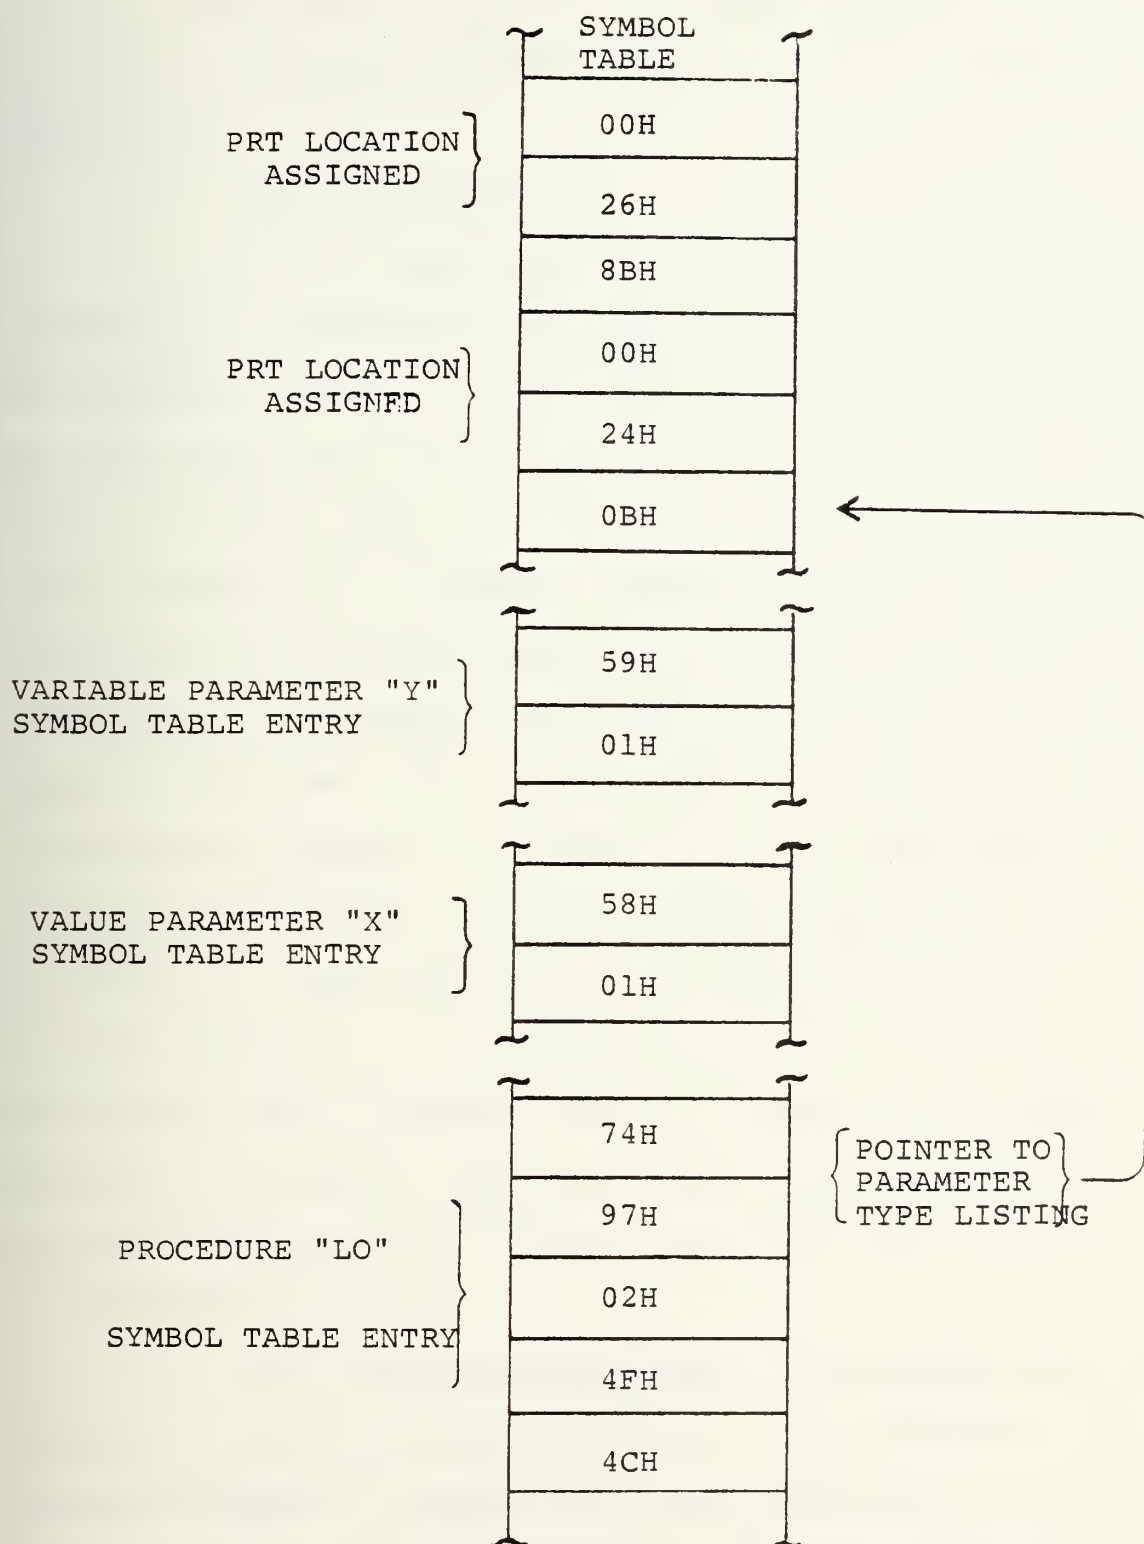 SYMBOL
TABLE
00H
PRT LOCATION
ASSIGNED
26H
8BH
00H
PRT LOCATION
ASSIGNED
24H
0BH
59H
VARIABLE PARAMETER "Y"
SYMBOL TABLE ENTRY
01H
58H
VALUE PARAMETER "X"
SYMBOL TABLE ENTRY
01H
74H
POINTER TO
PARAMETER
TYPE LISTING
97H
PROCEDURE "LO"
02H
SYMBOL TABLE ENTRY
4FH
4CH